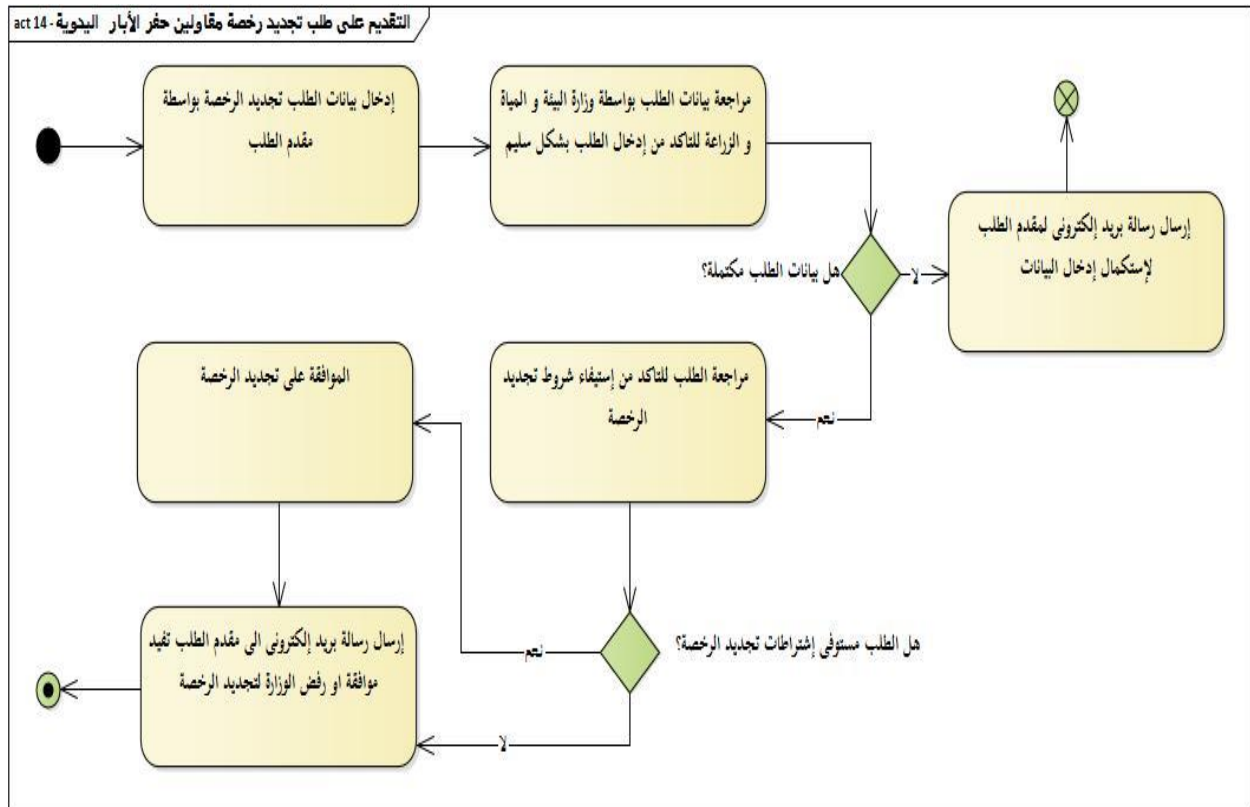 act 14 - التقديم على طلب تجديد رخصة مقاولين حفر الأبار اليدوية
إدخال بيانات الطلب تجديد الرخصة بواسطة
مقدم الطلب
مراجعة بيانات الطلب بواسطة وزارة البيئة و المياة
و الزراعة للتاكد من إدخال الطلب بشكل سليم
هل بيانات الطلب مكتملة؟
لا
إرسال رسالة بريد إلكترونى لمقدم الطلب
لإستكمال إدخال البيانات
نعم
مراجعة الطلب للتاكد من إستيفاء شروط تجديد
الرخصة
هل الطلب مستوفى إشتراطات تجديد الرخصة؟
نعم
الموافقة على تجديد الرخصة
لا
إرسال رسالة بريد إلكترونى الى مقدم الطلب تفيد
موافقة او رفض الوزارة لتجديد الرخصة